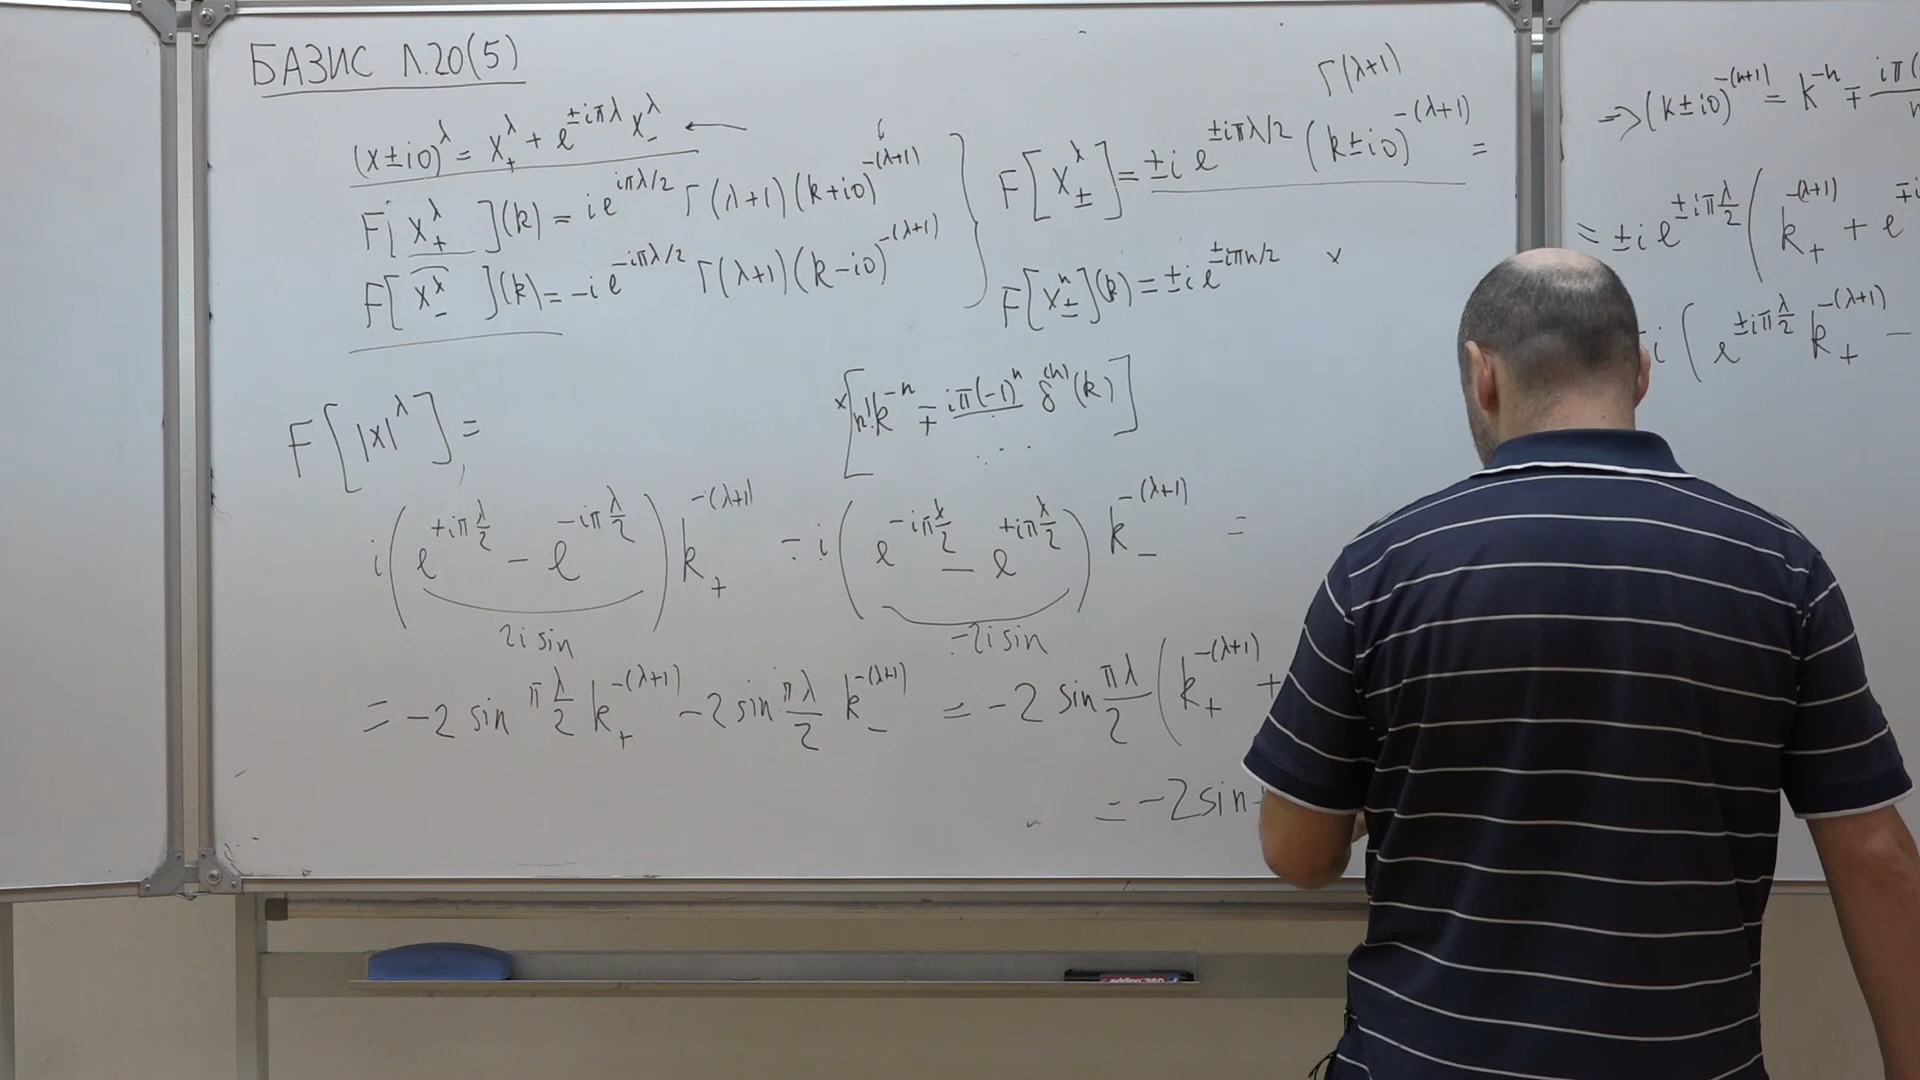 БАЗИС Л.20(5)
(x±i0)^λ = x_+^λ + e^{±iπλ} x_-^λ ←
F[x_+^λ](k) = i e^{iπλ/2} Γ(λ+1)(k+i0)^{-(λ+1)}
F[x_-^λ](k) = -i e^{-iπλ/2} Γ(λ+1)(k-i0)^{-(λ+1)}
Γ(λ+1)
F[x_±^λ] = ±i e^{±iπλ/2} (k±i0)^{-(λ+1)} =
F[x_±^n](k) = ±i e^{±iπn/2} ×
×[n! k^{-n} ∓ iπ(-1)^n δ^{(n)}(k)]
F[|x|^λ] =
i(e^{+iπλ/2} - e^{-iπλ/2}) k_+^{-(λ+1)} - i(e^{-iπλ/2} - e^{+iπλ/2}) k_-^{-(λ+1)} =
2i sin
-2i sin
= -2 sin π λ/2 k_+^{-(λ+1)} - 2 sin πλ/2 k_-^{-(λ+1)} = -2 sin πλ/2 (k_+^{-(λ+1)} +
= -2 sin
=> (k±i0)^{-(n+1)} = k^{-n} ∓ iπ(
= ±i e^{±iπλ/2} (k_+^{-(λ+1)} + e^{∓i
i (e^{±iπλ/2} k_+^{-(λ+1)} -
edding 360